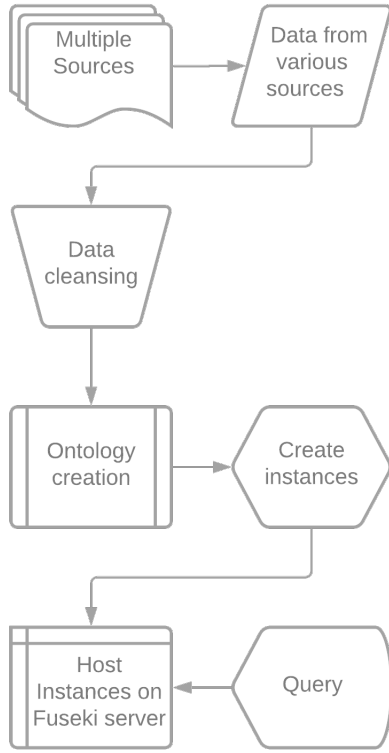 Multiple
Sources
Data from
various
sources
Data
cleansing
Ontology
creation
Create
instances
Host
Instances on
Fuseki server
Query